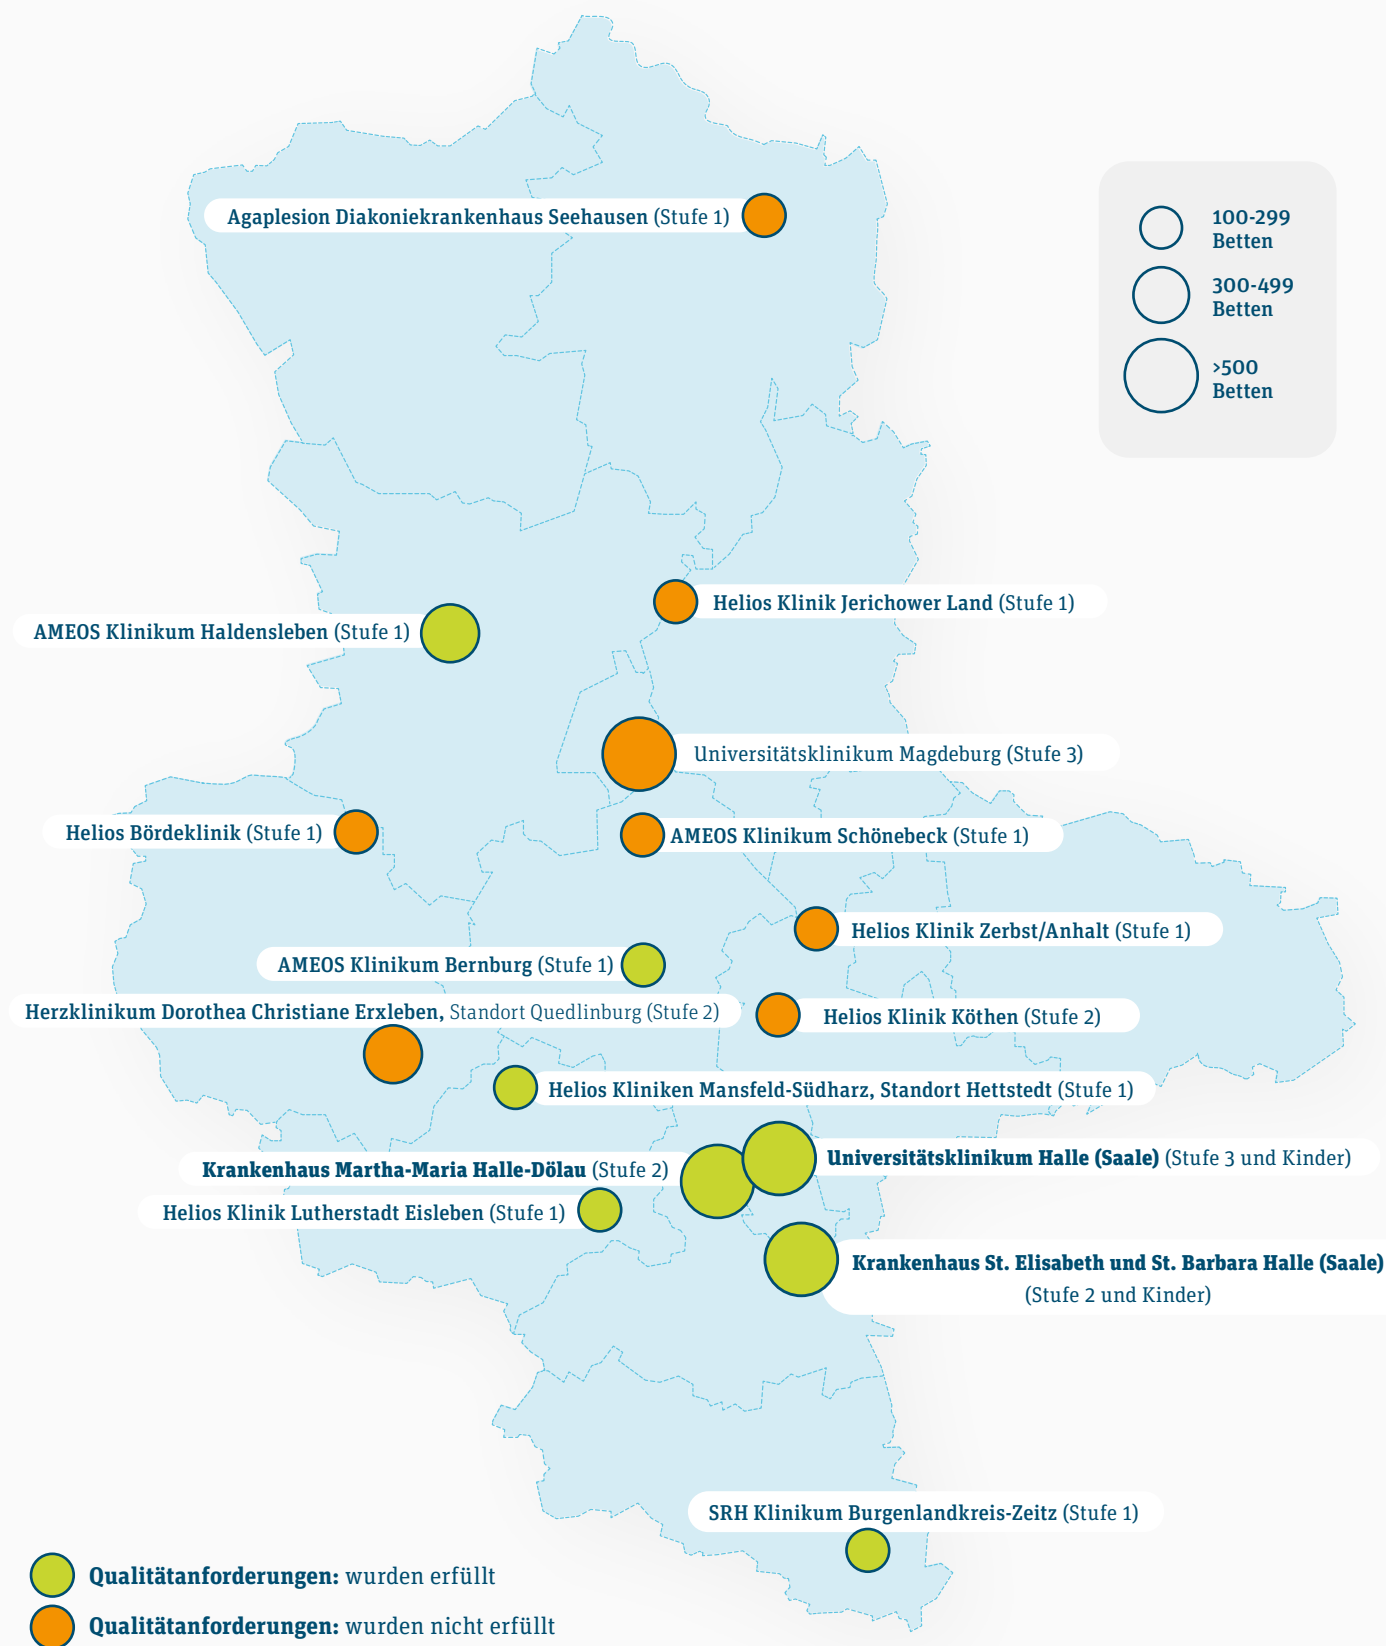 Agaplesion Diakoniekrankenhaus Seehausen (Stufe 1)
100-299
Betten
300-499
Betten
>500
Betten
Helios Klinik Jerichower Land (Stufe 1)
AMEOS Klinikum Haldensleben (Stufe 1)
Universitätsklinikum Magdeburg (Stufe 3)
Helios Bördeklinik (Stufe 1)
AMEOS Klinikum Schönebeck (Stufe 1)
Helios Klinik Zerbst/Anhalt (Stufe 1)
AMEOS Klinikum Bernburg (Stufe 1)
Herzklinikum Dorothea Christiane Erxleben, Standort Quedlinburg (Stufe 2)
Helios Klinik Köthen (Stufe 2)
Helios Kliniken Mansfeld-Südharz, Standort Hettstedt (Stufe 1)
Universitätsklinikum Halle (Saale) (Stufe 3 und Kinder)
Krankenhaus Martha-Maria Halle-Dölau (Stufe 2)
Helios Klinik Lutherstadt Eisleben (Stufe 1)
Krankenhaus St. Elisabeth und St. Barbara Halle (Saale)
(Stufe 2 und Kinder)
SRH Klinikum Burgenlandkreis-Zeitz (Stufe 1)
Qualitätanforderungen: wurden erfüllt
Qualitätanforderungen: wurden nicht erfüllt